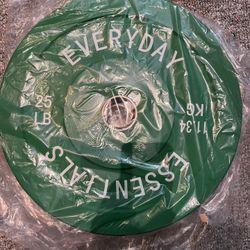 EVERYDAY
25
LB
11.34
KG
ESSENTIALS